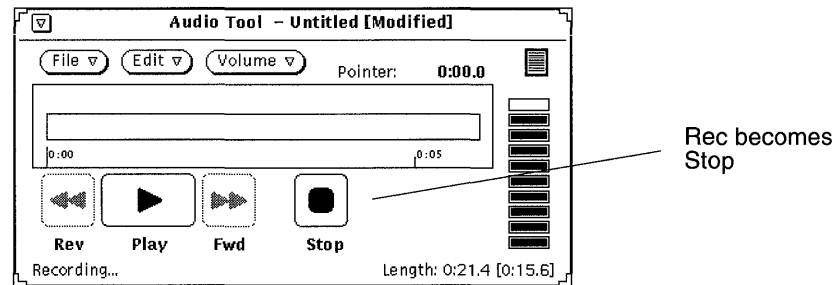 Audio Tool – Untitled [Modified]
File Edit Volume Pointer: 0:00.0
0:00 0:05
Rec becomes
Stop
Rev Play Fwd Stop
Recording... Length: 0:21.4 [0:15.6]